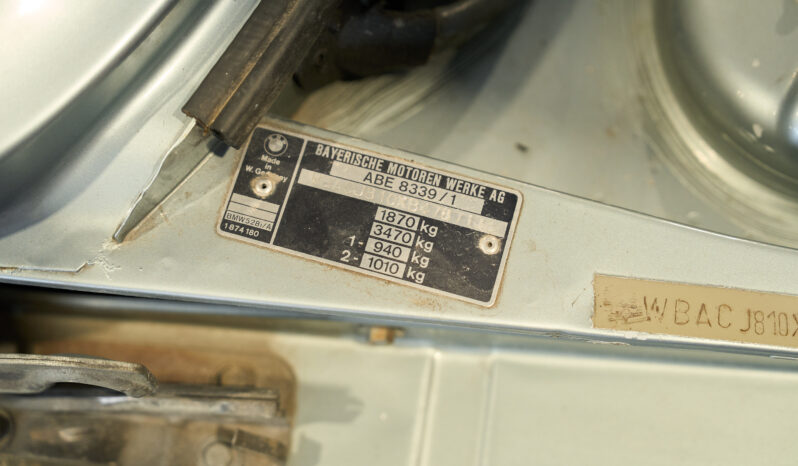 BMW
Made
in
W. Germany
BMW528i/A
1874180
BAYERISCHE MOTOREN WERKE AG
ABE 8339/1
1870 kg
3470 kg
1- 940 kg
2- 1010 kg
WBACJ810X